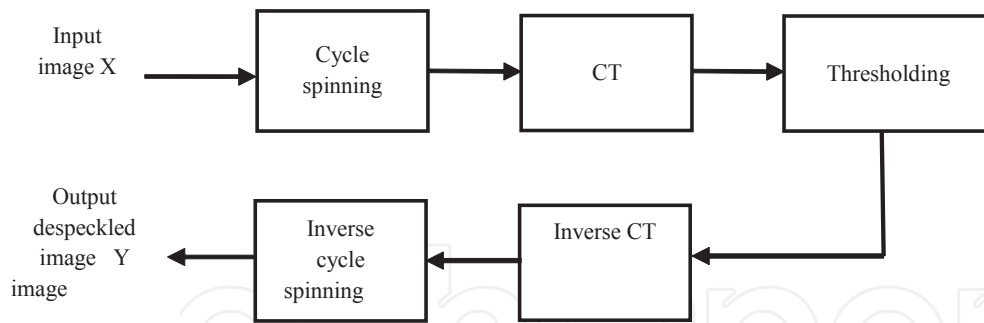 Input
image X
Cycle
spinning
CT
Thresholding
Output
despeckled
image Y
image
Inverse
cycle
spinning
Inverse CT